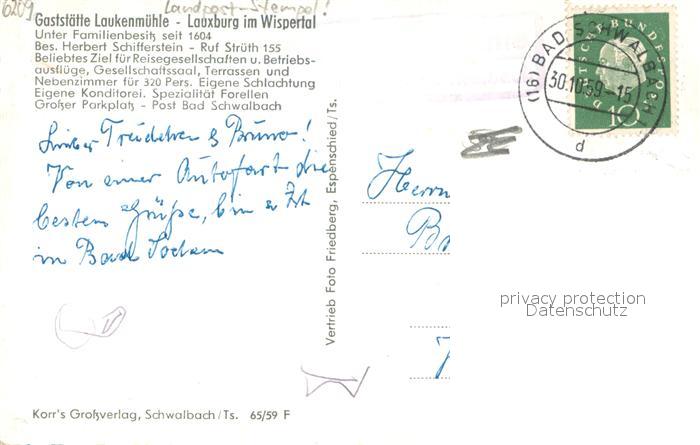 6209
Landpost-Stempel!
Gaststätte Laukenmühle - Lauxburg im Wispertal
Unter Familienbesitz seit 1604
Bes. Herbert Schifferstein - Ruf Strüth 155
Beliebtes Ziel für Reisegesellschaften u. Betriebs-
ausflüge, Gesellschaftssaal, Terrassen und
Nebenzimmer für 320 Pers. Eigene Schlachtung
Eigene Konditorei. Spezialität Forellen
Großer Parkplatz - Post Bad Schwalbach
Liebes Trudchen & Bruno!
Von einer Autofart die
besten Grüße, bin z. Zt
in Bad Soden
Vertrieb Foto Friedberg, Espenschied/Ts.
Korr's Großverlag, Schwalbach/Ts. 65/59 F
(16) BAD SCHWALBACH
30.10.59-15
d
DEUTSCHE BUNDESPOST
10
Herrn
privacy protection
Datenschutz